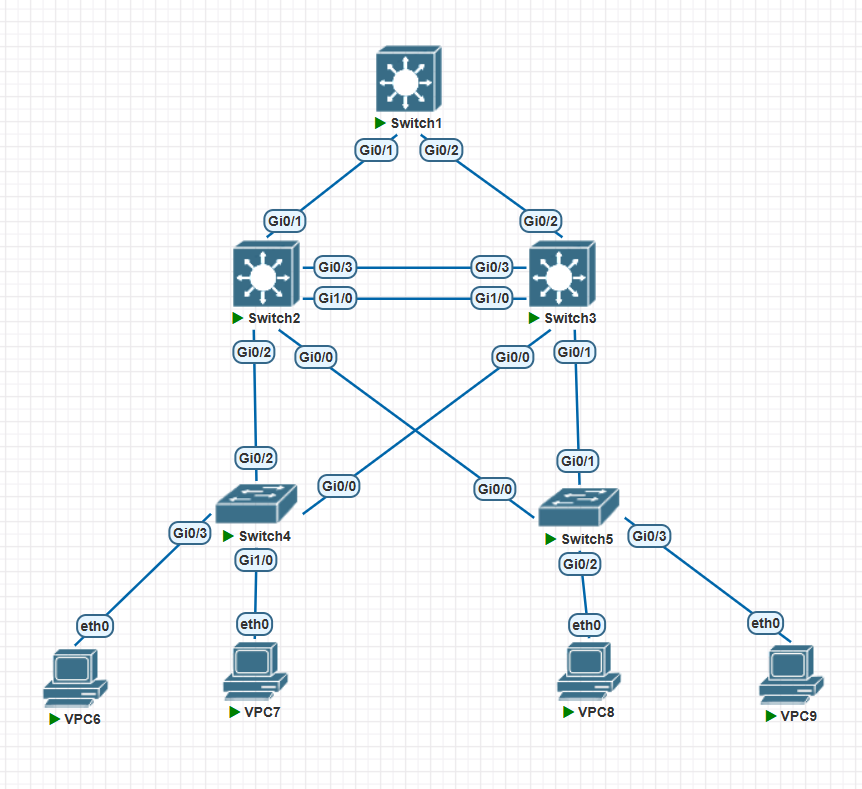 Switch1
Gi0/1
Gi0/2
Gi0/1
Gi0/2
Gi0/3
Gi0/3
Gi1/0
Gi1/0
Switch2
Switch3
Gi0/2
Gi0/0
Gi0/0
Gi0/1
Gi0/2
Gi0/0
Gi0/0
Gi0/1
Gi0/3
Switch4
Switch5
Gi0/3
Gi1/0
Gi0/2
eth0
eth0
eth0
eth0
VPC6
VPC7
VPC8
VPC9